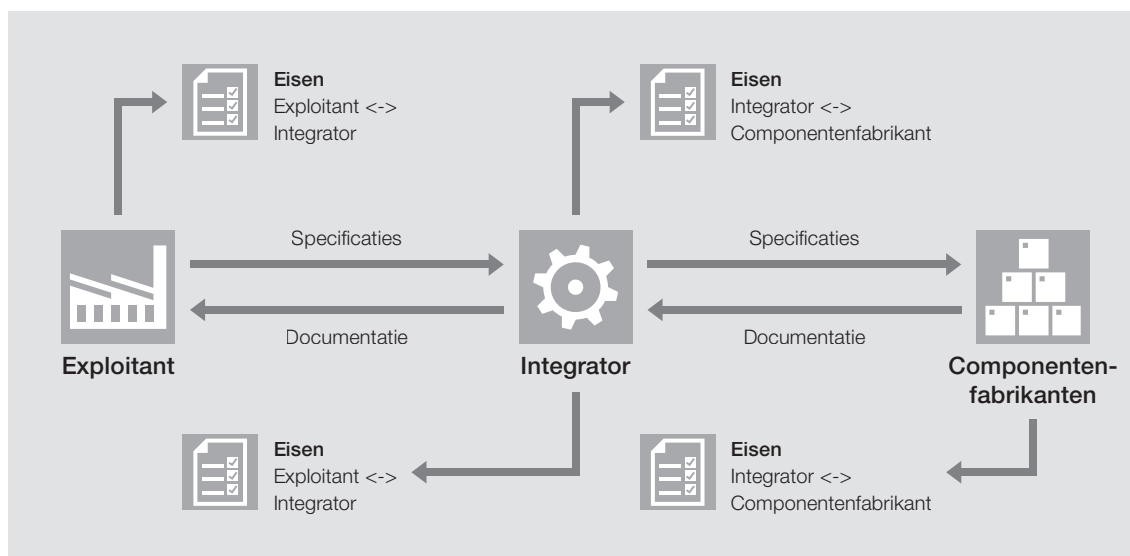 Eisen
Exploitant <->
Integrator
Eisen
Integrator <->
Componentenfabrikant
Specificaties
Specificaties
Documentatie
Documentatie
Exploitant
Integrator
Componenten-
fabrikanten
Eisen
Exploitant <->
Integrator
Eisen
Integrator <->
Componentenfabrikant